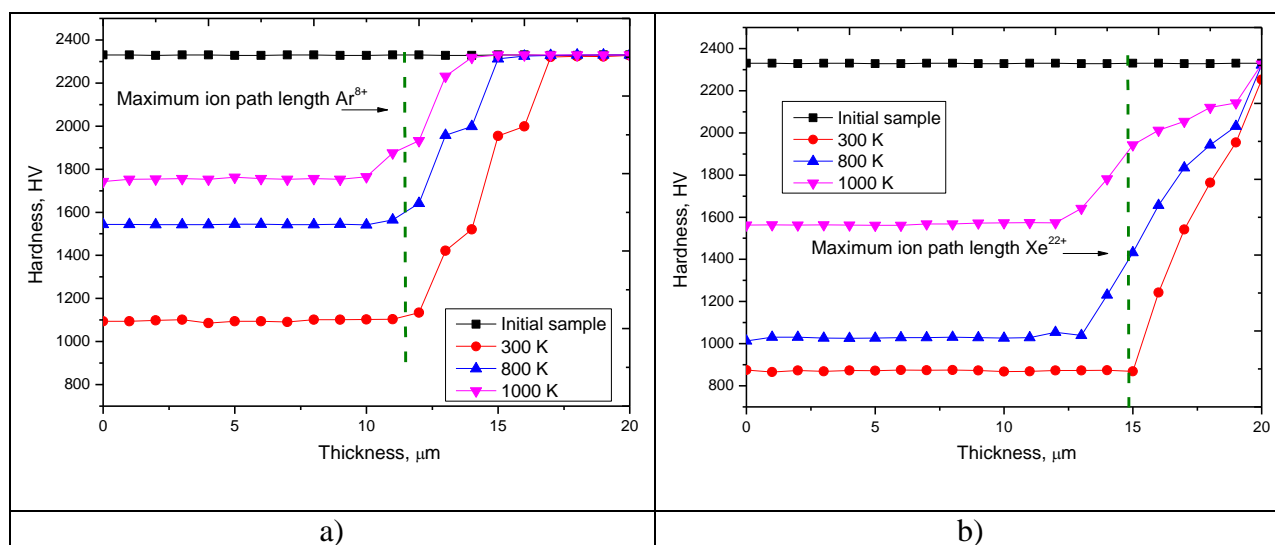 2400
2200
2000
1800
1600
1400
1200
1000
800
Hardness, HV
Maximum ion path length Ar⁸⁺
Initial sample
300 K
800 K
1000 K
0 5 10 15 20
Thickness, μm
a)
2400
2200
2000
1800
1600
1400
1200
1000
800
Hardness, HV
Initial sample
300 K
800 K
1000 K
Maximum ion path length Xe²²⁺
0 5 10 15 20
Thickness, μm
b)